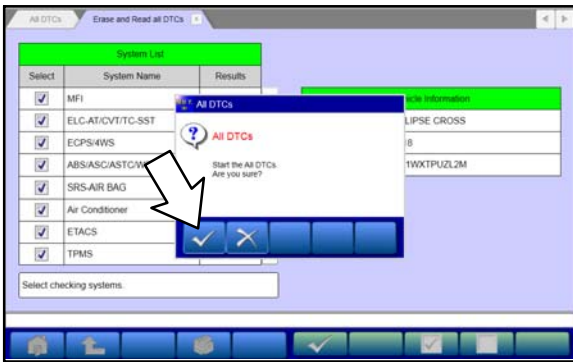 All DTCs Erase and Read all DTCs
System List
Select System Name Results
MFI
ELC-AT/CVT/TC-SST
ECPS/4WS
ABS/ASC/ASTC/W
SRS-AIR BAG
Air Conditioner
ETACS
TPMS
Select checking systems.
All DTCs
All DTCs
Start the All DTCs.
Are you sure?
icle Information
LIPSE CROSS
18
1WXTPUZL2M